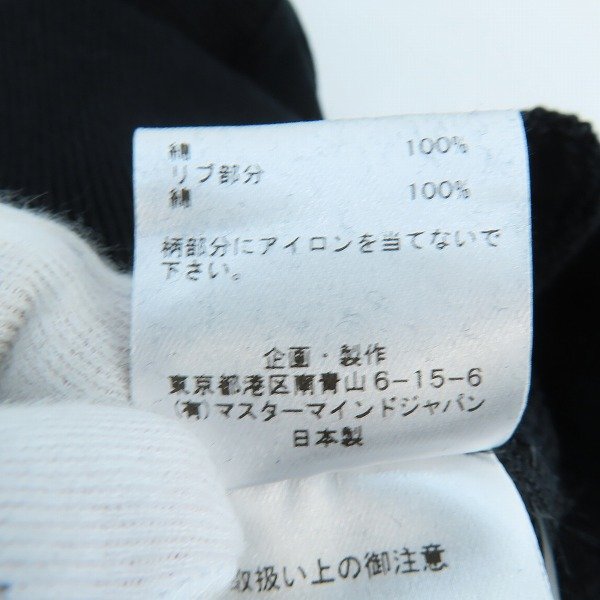 綿 100%
リブ部分
綿 100%
柄部分にアイロンを当てないで
下さい。
企画・製作
東京都港区南青山6-15-6
(有)マスターマインドジャパン
日本製
取扱い上の御注意